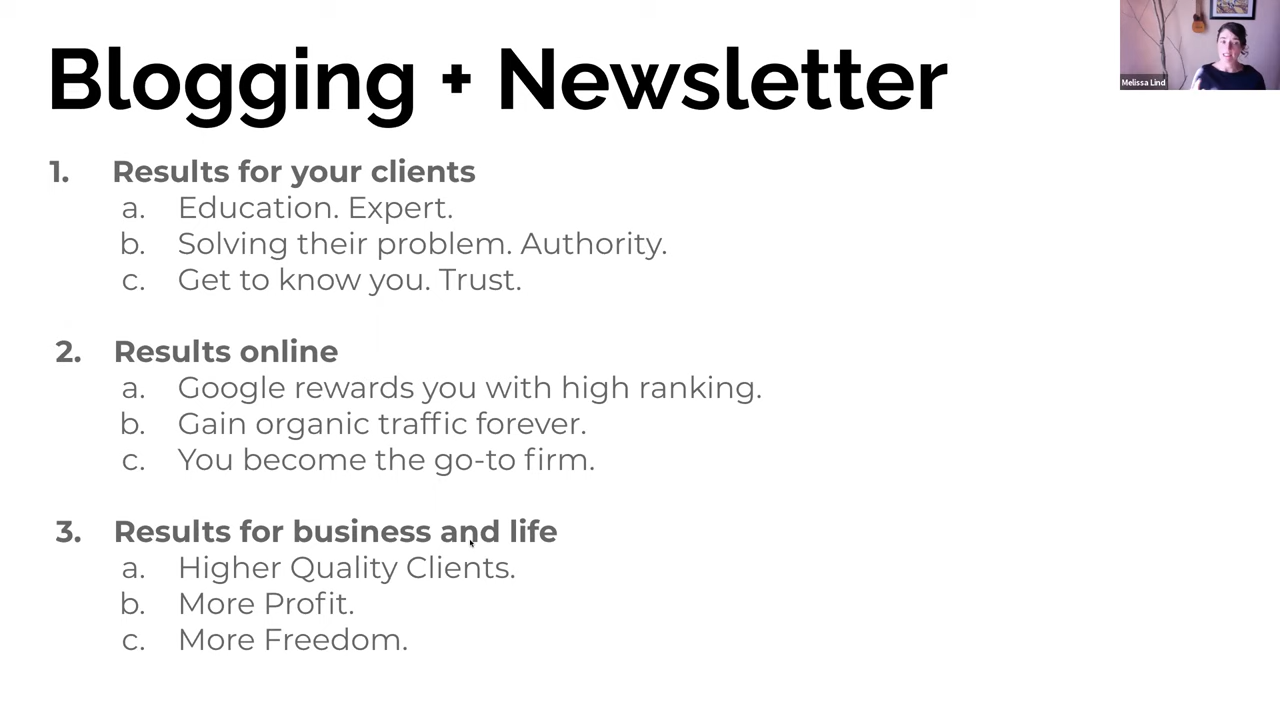 Blogging + Newsletter
Melissa Lind
1. Results for your clients
a. Education. Expert.
b. Solving their problem. Authority.
c. Get to know you. Trust.
2. Results online
a. Google rewards you with high ranking.
b. Gain organic traffic forever.
c. You become the go-to firm.
3. Results for business and life
a. Higher Quality Clients.
b. More Profit.
c. More Freedom.